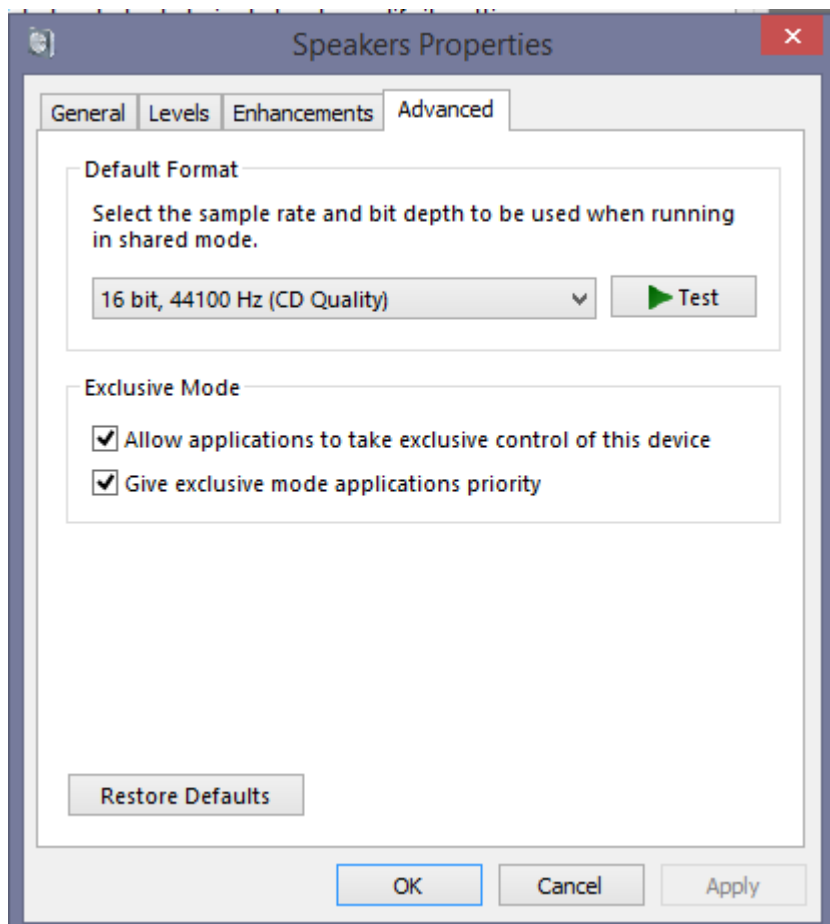 Speakers Properties
General Levels Enhancements Advanced
Default Format
Select the sample rate and bit depth to be used when running
in shared mode.
16 bit, 44100 Hz (CD Quality)
Test
Exclusive Mode
Allow applications to take exclusive control of this device
Give exclusive mode applications priority
Restore Defaults
OK Cancel Apply